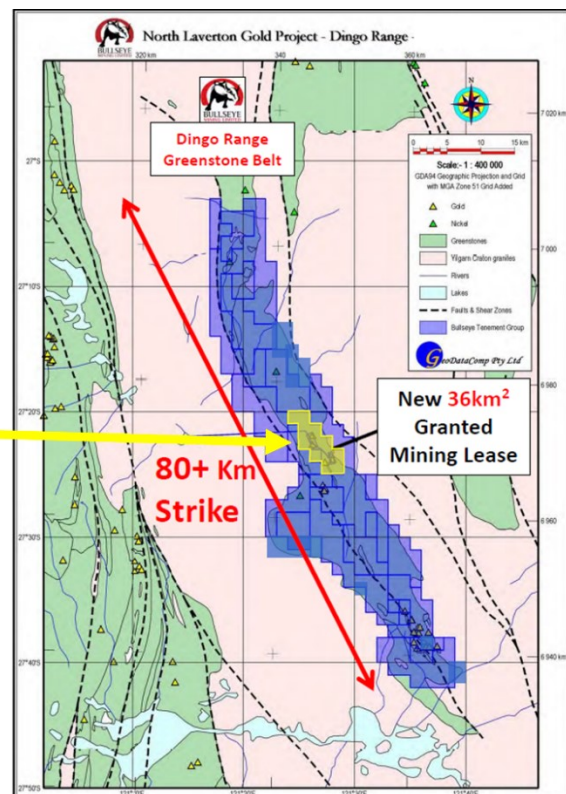 BULLSEYE
North Laverton Gold Project - Dingo Range
320
340
360 km
BULLSEYE
Dingo Range
Greenstone Belt
N
7 020
0 5 10 15
km
Scale:- 1 : 400 000
GDA94 Geographic Projection and Grid
with MGA Zone 51 Grid Added
Gold
Nickel
Greenstones
Yilgarn Craton granites
Rivers
Lakes
Faults & Shear Zones
Bullseye Tenement Group
GeoDataComp Pty Ltd
27°S
7 000
27°10'S
6 980
27°20'S
New 36km²
Granted
Mining Lease
80+ Km
Strike
6 960
27°30'S
6 940
27°40'S
27°50'S